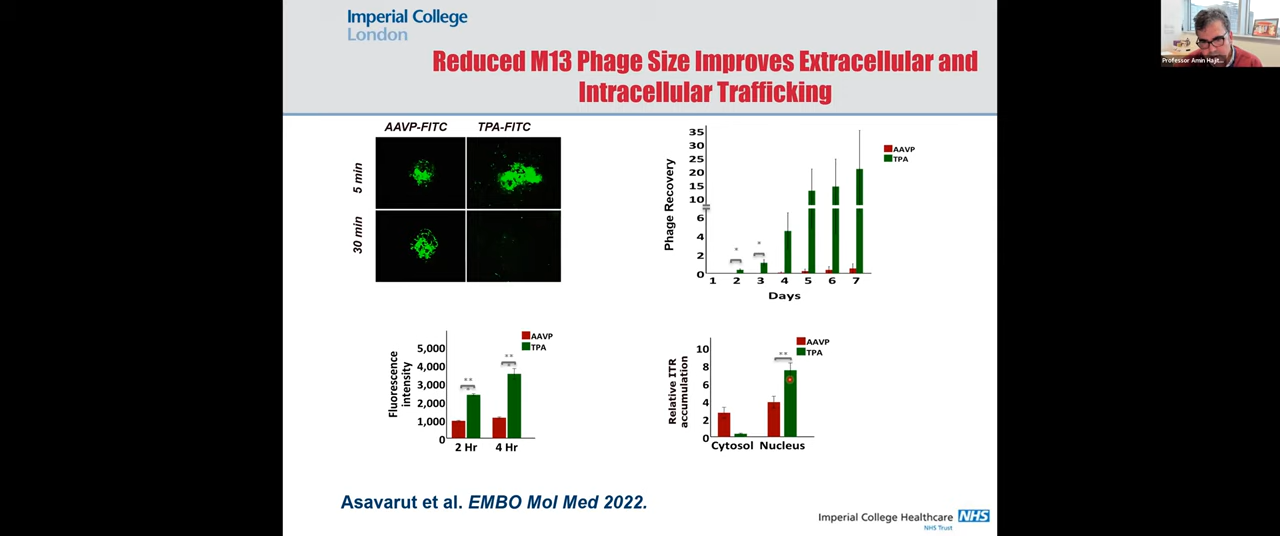 Imperial College
London
Reduced M13 Phage Size Improves Extracellular and
Intracellular Trafficking
Professor Amin Hajit...
AAVP-FITC TPA-FITC
5 min
30 min
Phage Recovery
35
30
25
20
15
10
6
4
2
0
1 2 3 4 5 6 7
Days
* *
AAVP
TPA
Fluorescence
intensity
5,000
4,000
3,000
2,000
1,000
0
2 Hr 4 Hr
AAVP
TPA
Relative ITR
accumulation
10
8
6
4
2
0
Cytosol Nucleus
**
AAVP
TPA
Asavarut et al. EMBO Mol Med 2022.
Imperial College Healthcare NHS
NHS Trust